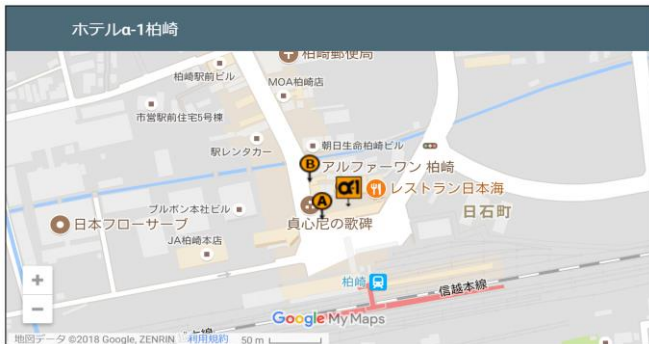 ホテルα-1柏崎
柏崎郵便局
柏崎駅前ビル
MOA柏崎店
市営駅前住宅5号棟
朝日生命柏崎ビル
駅レンタカー
B
アルファーワン 柏崎
α-1
レストラン日本海
A
ブルボン本社ビル
日石町
日本フローサーブ
貞心尼の歌碑
JA柏崎本店
+
柏崎
信越本線
−
Google My Maps
地図データ ©2018 Google, ZENRIN
利用規約
50 m